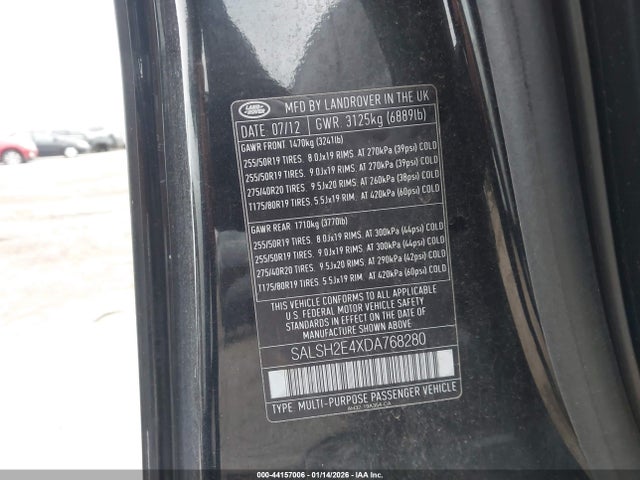 LAND ROVER
MFD BY LANDROVER IN THE UK
DATE 07/12 GWR 3125kg (6889lb)
GAWR FRONT 1470kg (3241lb)
255/50R19 TIRES. 8.0Jx19 RIMS. AT 270kPa (39psi) COLD
255/50R19 TIRES. 9.0Jx19 RIMS. AT 270kPa (39psi) COLD
275/40R20 TIRES. 9.5Jx20 RIMS. AT 260kPa (38psi) COLD
T175/80R19 TIRES. 5.5Jx19 RIM. AT 420kPa (60psi) COLD
GAWR REAR 1710kg (3770lb)
255/50R19 TIRES. 8.0Jx19 RIMS. AT 300kPa (44psi) COLD
255/50R19 TIRES. 9.0Jx19 RIMS. AT 300kPa (44psi) COLD
275/40R20 TIRES. 9.5Jx20 RIMS. AT 290kPa (42psi) COLD
T175/80R19 TIRES. 5.5Jx19 RIM. AT 420kPa (60psi) COLD
THIS VEHICLE CONFORMS TO ALL APPLICABLE
U.S. FEDERAL MOTOR VEHICLE SAFETY
STANDARDS IN EFFECT ON THE DATE OF
MANUFACTURE SHOWN ABOVE
SALSH2E4XDA768280
TYPE: MULTI-PURPOSE PASSENGER VEHICLE
000-44157006 | 01/14/2026 | IAA Inc.